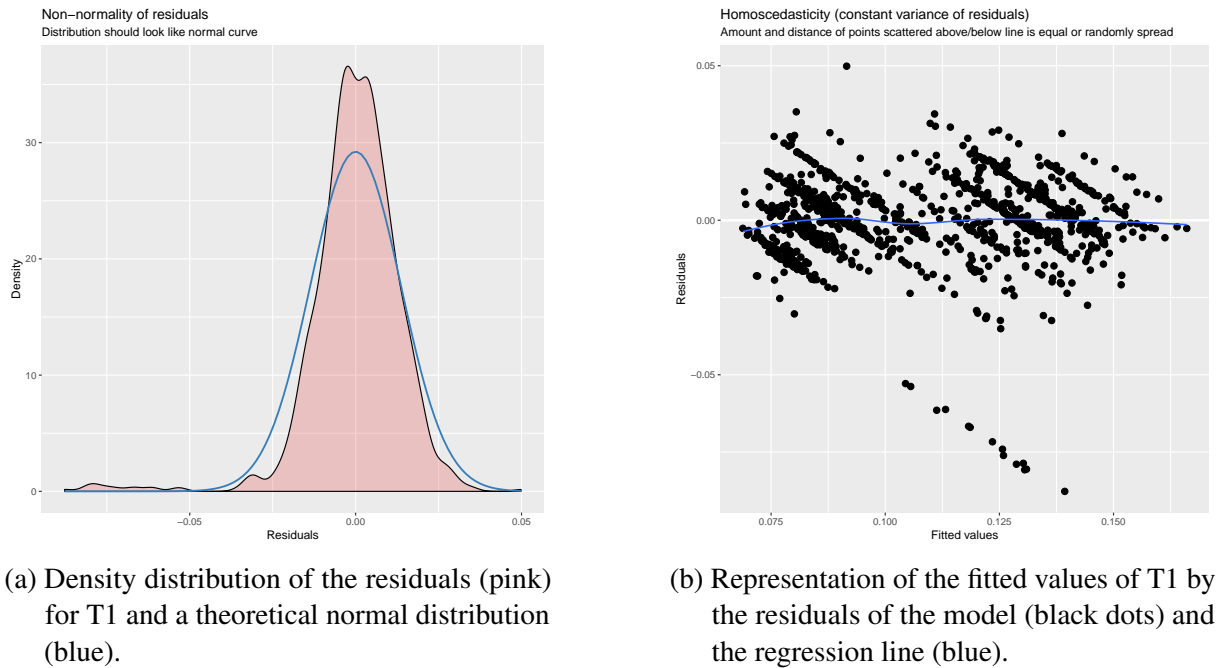 Non−normality of residuals
Distribution should look like normal curve
30
20
10
0
Density
−0.05
0.00
0.05
Residuals
Homoscedasticity (constant variance of residuals)
Amount and distance of points scattered above/below line is equal or randomly spread
0.05
0.00
−0.05
Residuals
0.075
0.100
0.125
0.150
Fitted values
(a) Density distribution of the residuals (pink)
for T1 and a theoretical normal distribution
(blue).
(b) Representation of the fitted values of T1 by
the residuals of the model (black dots) and
the regression line (blue).